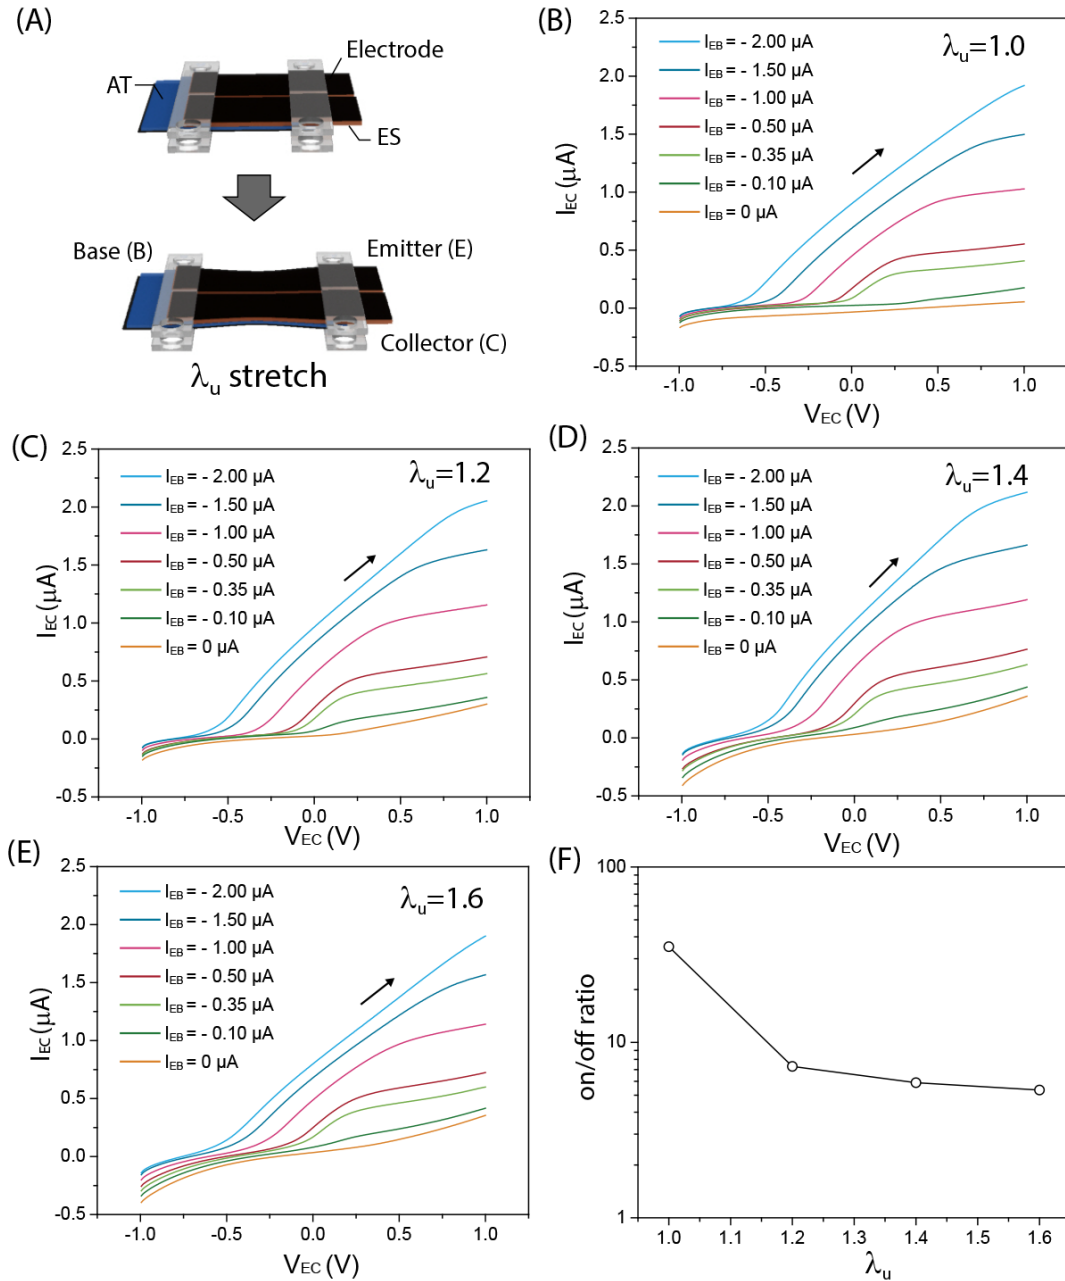 (A)
Electrode
AT
ES
Base (B)
Emitter (E)
Collector (C)
λu stretch
(B)
IEB = - 2.00 µA
IEB = - 1.50 µA
IEB = - 1.00 µA
IEB = - 0.50 µA
IEB = - 0.35 µA
IEB = - 0.10 µA
IEB = 0 µA
λu=1.0
2.5
2.0
1.5
1.0
0.5
0.0
-0.5
IEC (µA)
-1.0
-0.5
0.0
0.5
1.0
VEC (V)
(C)
IEB = - 2.00 µA
IEB = - 1.50 µA
IEB = - 1.00 µA
IEB = - 0.50 µA
IEB = - 0.35 µA
IEB = - 0.10 µA
IEB = 0 µA
λu=1.2
2.5
2.0
1.5
1.0
0.5
0.0
-0.5
IEC (µA)
-1.0
-0.5
0.0
0.5
1.0
VEC (V)
(D)
IEB = - 2.00 µA
IEB = - 1.50 µA
IEB = - 1.00 µA
IEB = - 0.50 µA
IEB = - 0.35 µA
IEB = - 0.10 µA
IEB = 0 µA
λu=1.4
2.5
2.0
1.5
1.0
0.5
0.0
-0.5
IEC (µA)
-1.0
-0.5
0.0
0.5
1.0
VEC (V)
(E)
IEB = - 2.00 µA
IEB = - 1.50 µA
IEB = - 1.00 µA
IEB = - 0.50 µA
IEB = - 0.35 µA
IEB = - 0.10 µA
IEB = 0 µA
λu=1.6
2.5
2.0
1.5
1.0
0.5
0.0
-0.5
IEC (µA)
-1.0
-0.5
0.0
0.5
1.0
VEC (V)
(F)
100
10
1
on/off ratio
1.0
1.1
1.2
1.3
1.4
1.5
1.6
λu